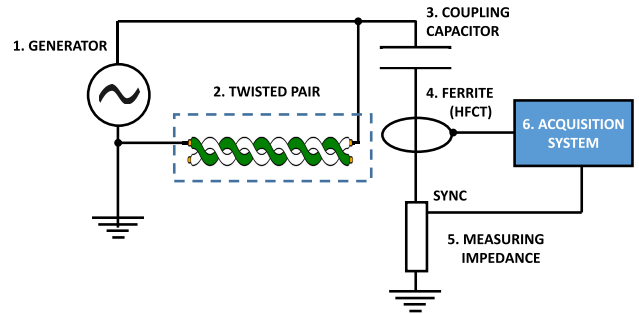 3. COUPLING
CAPACITOR
1. GENERATOR
2. TWISTED PAIR
4. FERRITE
(HFCT)
6. ACQUISITION
SYSTEM
SYNC
5. MEASURING
IMPEDANCE